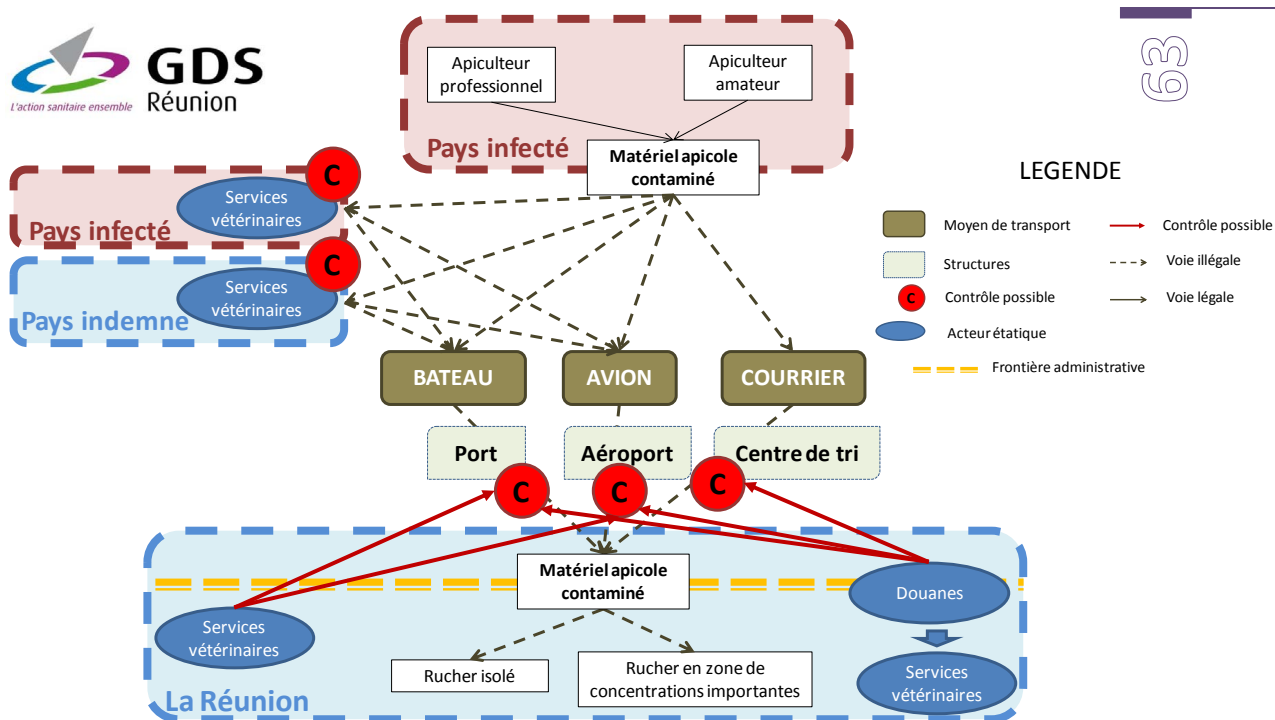 GDS
Réunion
L'action sanitaire ensemble
63
Apiculteur
professionnel
Apiculteur
amateur
Pays infecté
Matériel apicole
contaminé
C
Services
vétérinaires
Pays infecté
C
Services
vétérinaires
Pays indemne
LEGENDE
Moyen de transport
Contrôle possible
Structures
Voie illégale
C
Contrôle possible
Voie légale
Acteur étatique
Frontière administrative
BATEAU
AVION
COURRIER
Port
Aéroport
Centre de tri
C
C
C
Matériel apicole
contaminé
Douanes
Services
vétérinaires
Rucher isolé
Rucher en zone de
concentrations importantes
Services
vétérinaires
La Réunion